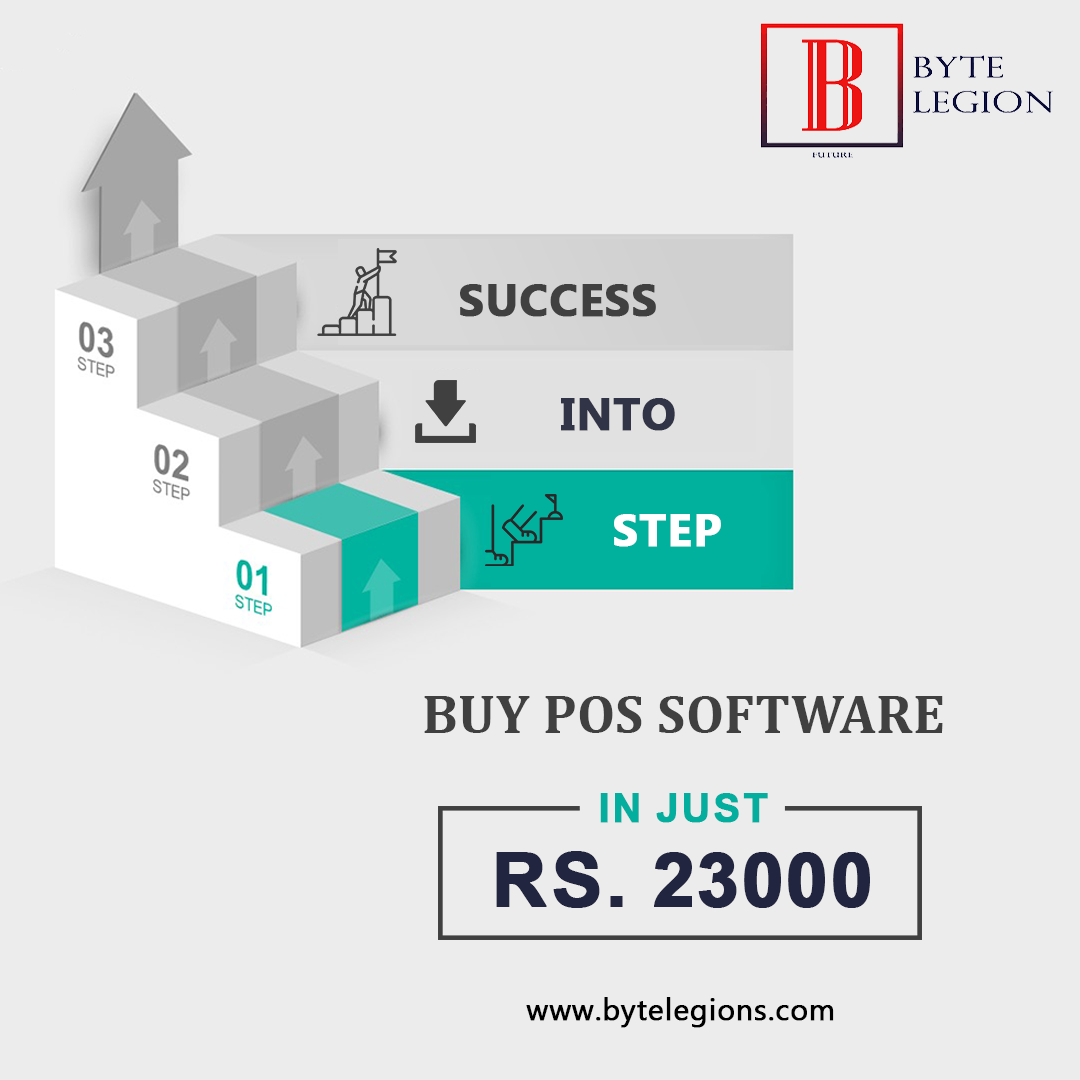 BYTE
LEGION
B
FUTURE
SUCCESS
03
STEP
INTO
02
STEP
STEP
01
STEP
BUY POS SOFTWARE
IN JUST
RS. 23000
www.bytelegions.com